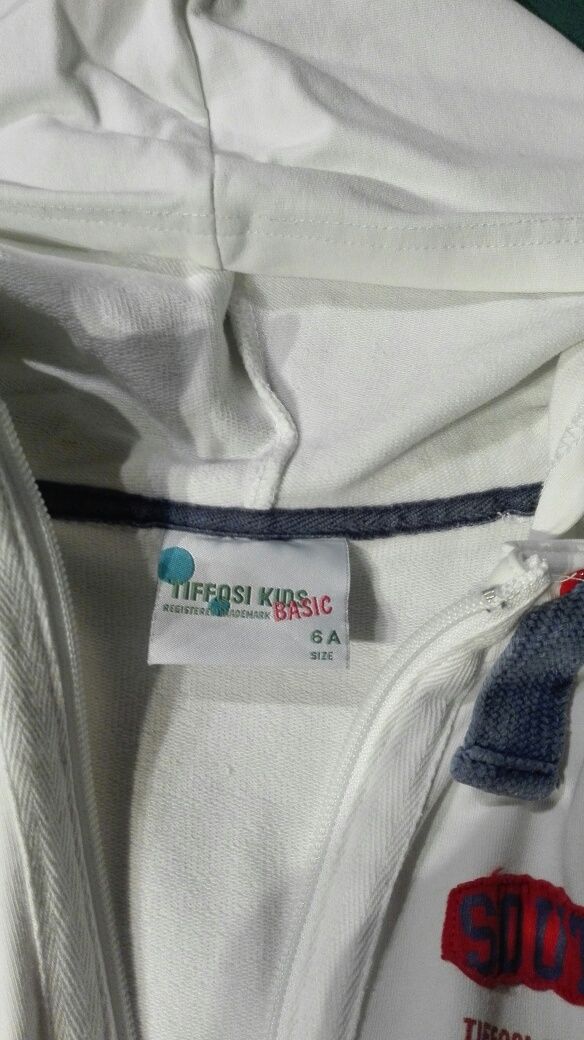 TIFFOSI KIDS
REGISTERED TRADEMARK
BASIC
6 A
SIZE